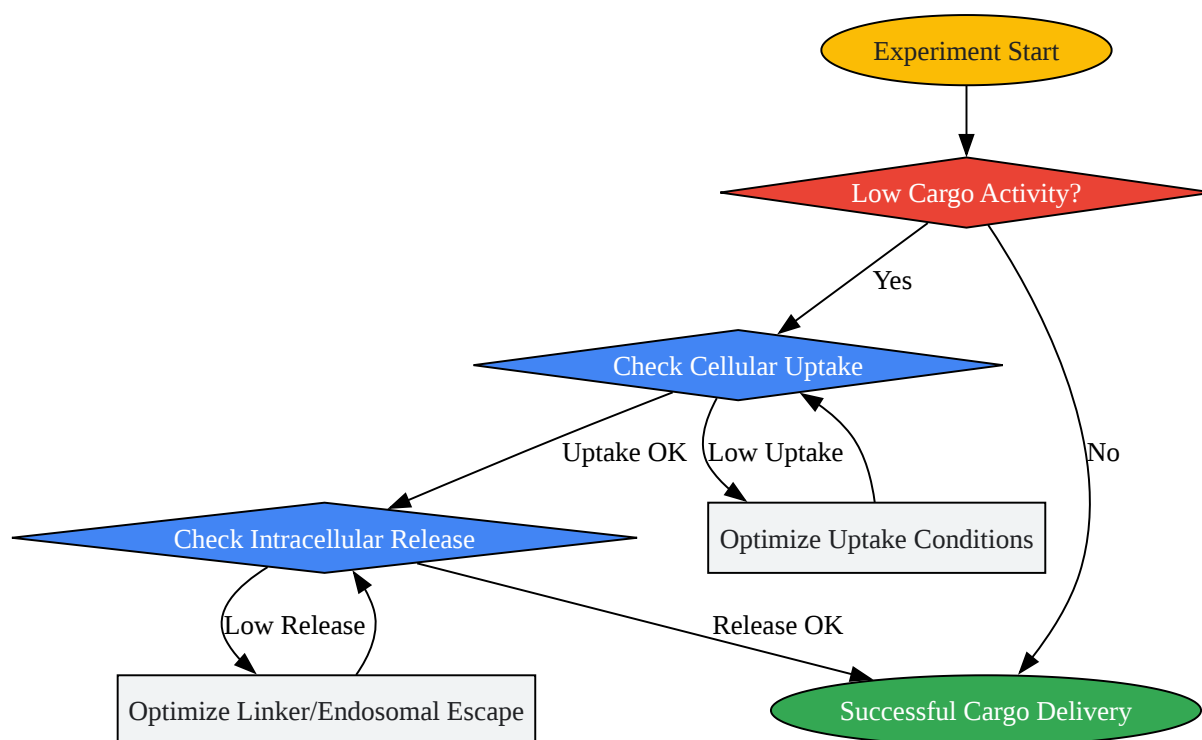 Experiment Start
Low Cargo Activity?
Yes
Check Cellular Uptake
Uptake OK
Low Uptake
No
Check Intracellular Release
Optimize Uptake Conditions
Low Release
Release OK
Optimize Linker/Endosomal Escape
Successful Cargo Delivery